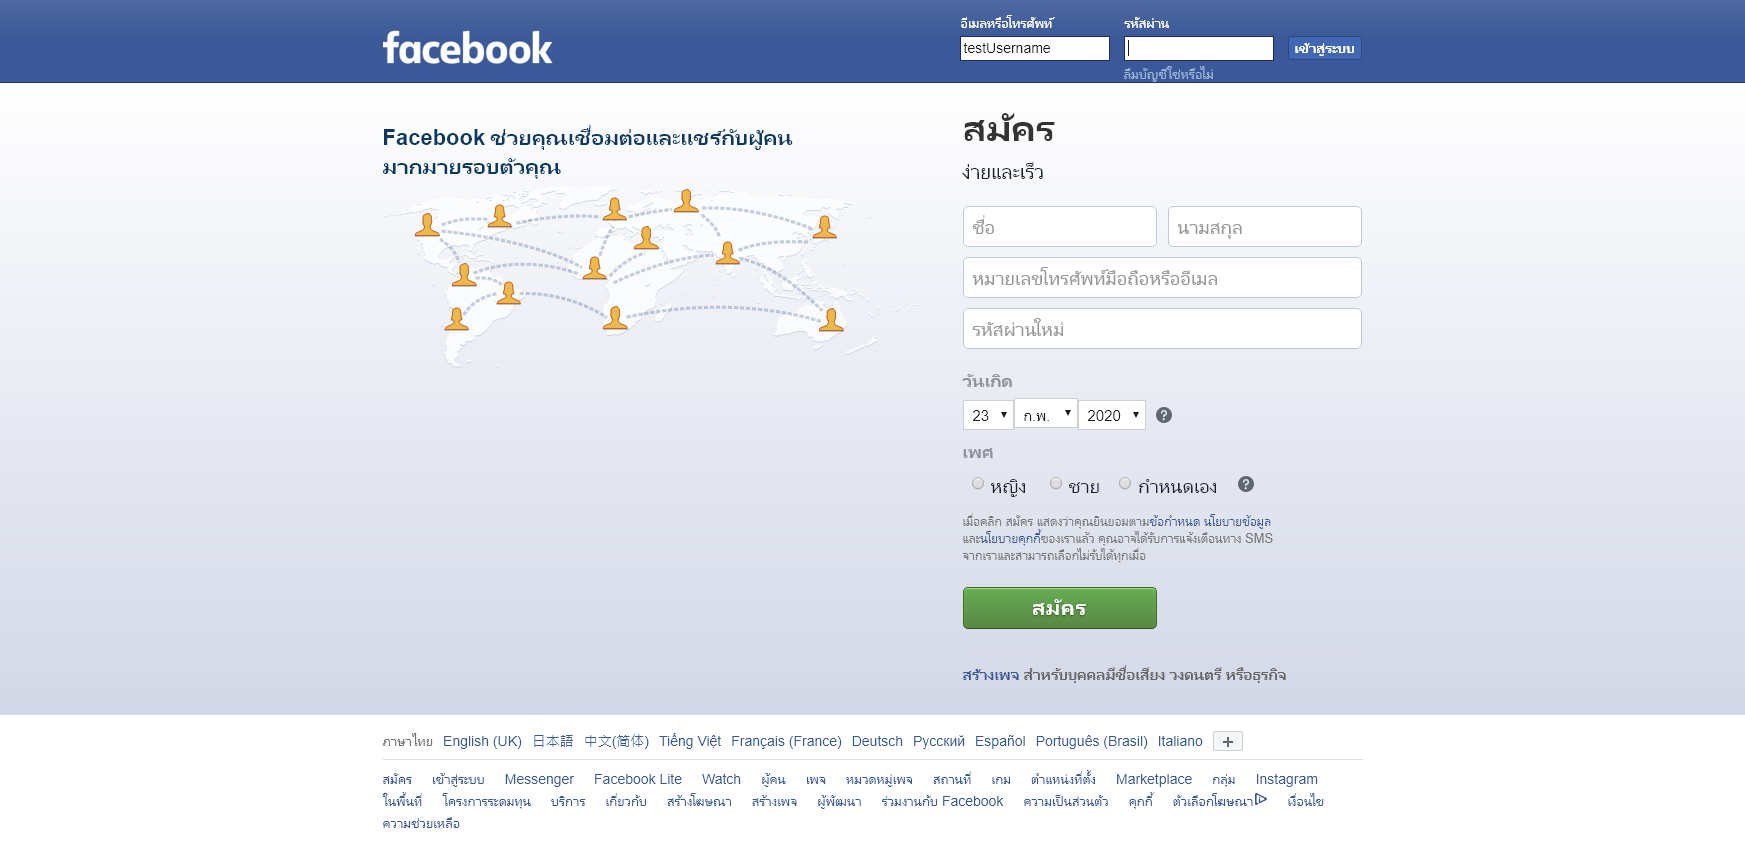 facebook
อีเมลหรือโทรศัพท์
รหัสผ่าน
testUsername
เข้าสู่ระบบ
ลืมบัญชีใช่หรือไม่
Facebook ช่วยคุณเชื่อมต่อและแชร์กับผู้คน
มากมายรอบตัวคุณ
สมัคร
ง่ายและเร็ว
ชื่อ
นามสกุล
หมายเลขโทรศัพท์มือถือหรืออีเมล
รหัสผ่านใหม่
วันเกิด
23 ก.พ. 2020
เพศ
หญิง ชาย กำหนดเอง
เมื่อคลิก สมัคร แสดงว่าคุณยินยอมตามข้อกำหนด นโยบายข้อมูล
และนโยบายคุกกี้ของเราแล้ว คุณอาจได้รับการแจ้งเตือนทาง SMS
จากเราและสามารถเลือกไม่รับได้ทุกเมื่อ
สมัคร
สร้างเพจ สำหรับบุคคลมีชื่อเสียง วงดนตรี หรือธุรกิจ
ภาษาไทย English (UK) 日本語 中文(简体) Tiếng Việt Français (France) Deutsch Русский Español Português (Brasil) Italiano +
สมัคร เข้าสู่ระบบ Messenger Facebook Lite Watch ผู้คน เพจ หมวดหมู่เพจ สถานที่ เกม ตำแหน่งที่ตั้ง Marketplace กลุ่ม Instagram
ในพื้นที่ โครงการระดมทุน บริการ เกี่ยวกับ สร้างโฆษณา สร้างเพจ ผู้พัฒนา ร่วมงานกับ Facebook ความเป็นส่วนตัว คุกกี้ ตัวเลือกโฆษณา เงื่อนไข
ความช่วยเหลือ